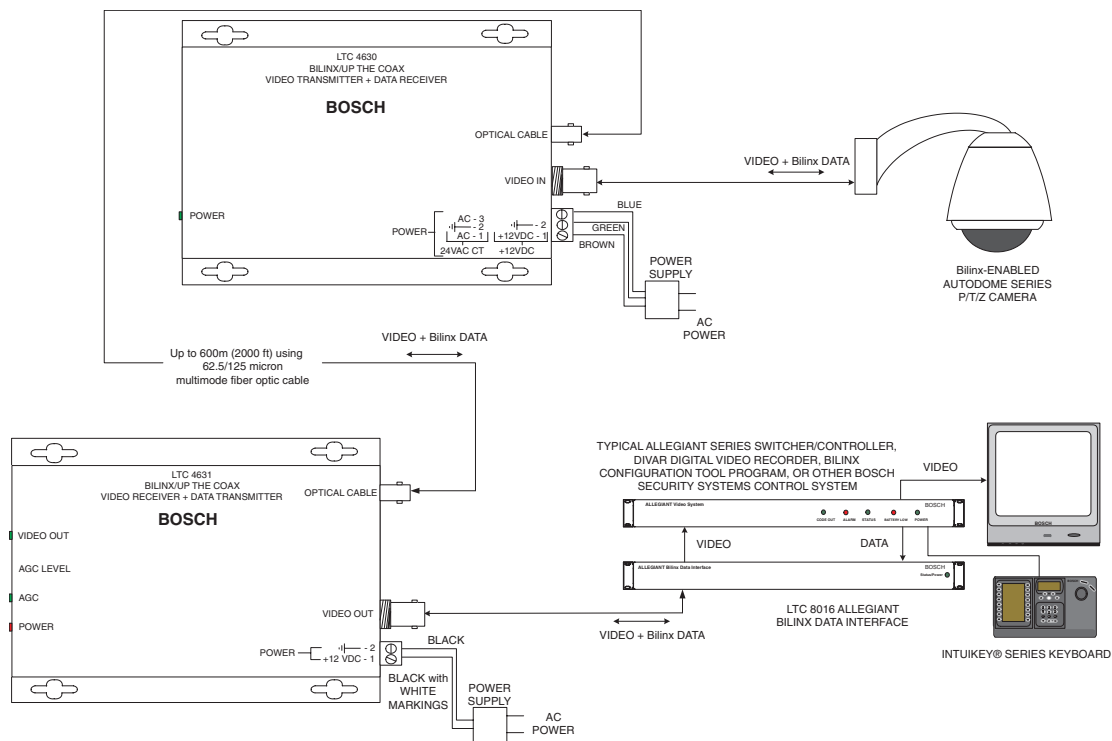 LTC 4630
BILINX/UP THE COAX
VIDEO TRANSMITTER + DATA RECEIVER
BOSCH
OPTICAL CABLE
VIDEO IN
POWER
POWER
AC - 3
- 2
AC - 1
24VAC CT
- 2
+12VDC - 1
+12VDC
BLUE
GREEN
BROWN
POWER
SUPPLY
AC
POWER
VIDEO + Bilinx DATA
Bilinx-ENABLED
AUTODOME SERIES
P/T/Z CAMERA
VIDEO + Bilinx DATA
Up to 600m (2000 ft) using
62.5/125 micron
multimode fiber optic cable
LTC 4631
BILINX/UP THE COAX
VIDEO RECEIVER + DATA TRANSMITTER
BOSCH
OPTICAL CABLE
VIDEO OUT
AGC LEVEL
AGC
POWER
VIDEO OUT
POWER
- 2
+12 VDC - 1
BLACK
BLACK with
WHITE
MARKINGS
POWER
SUPPLY
AC
POWER
VIDEO + Bilinx DATA
TYPICAL ALLEGIANT SERIES SWITCHER/CONTROLLER,
DIVAR DIGITAL VIDEO RECORDER, BILINX
CONFIGURATION TOOL PROGRAM, OR OTHER BOSCH
SECURITY SYSTEMS CONTROL SYSTEM
ALLEGIANT Video System
BOSCH
CODE OUT ALARM STATUS BATTERY LOW POWER
VIDEO
DATA
ALLEGIANT Bilinx Data Interface
BOSCH
Status/Power
LTC 8016 ALLEGIANT
BILINX DATA INTERFACE
VIDEO
BOSCH
INTUIKEY® SERIES KEYBOARD